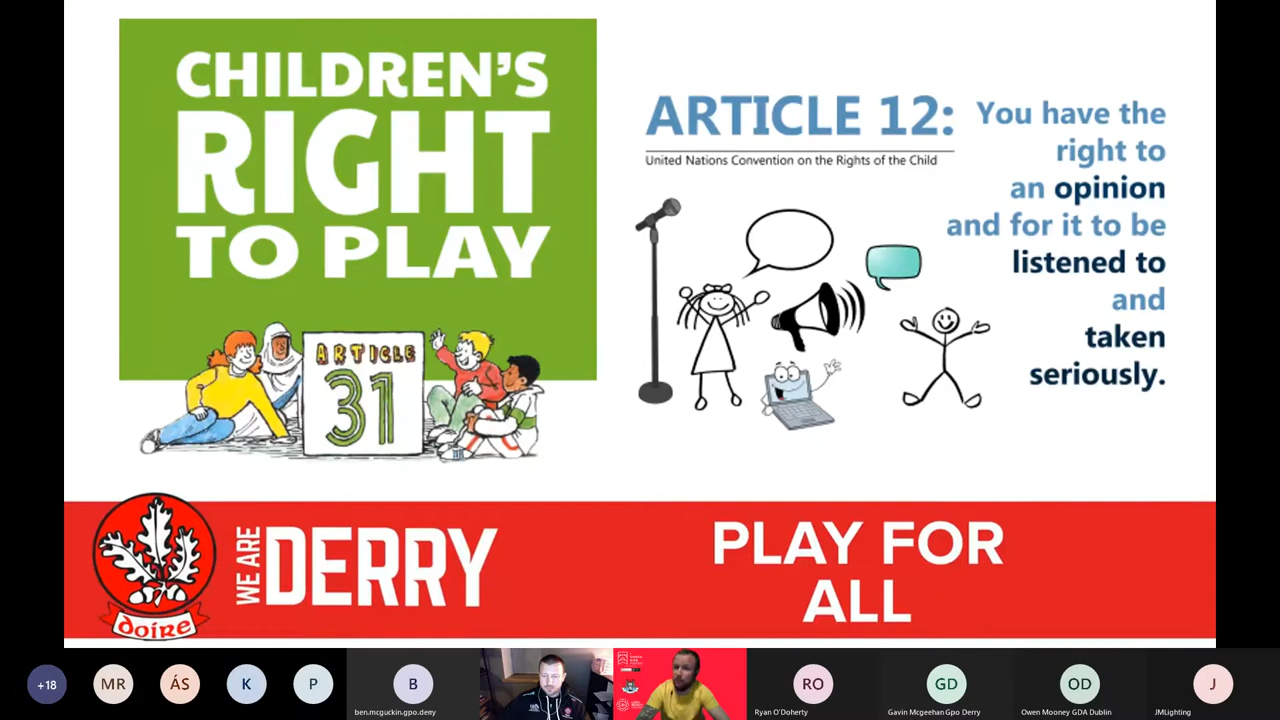 CHILDREN'S
RIGHT
TO PLAY
ARTICLE
31
ARTICLE 12:
United Nations Convention on the Rights of the Child
You have the
right to
an opinion
and for it to be
listened to
and
taken
seriously.
doire
WE ARE
DERRY
PLAY FOR
ALL
+18
MR
ÁS
K
P
B
ben.mcguckin.gpo.derry
RO
Ryan O'Doherty
GD
Gavin Mcgeehan Gpo Derry
OD
Owen Mooney GDA Dublin
J
JMLighting